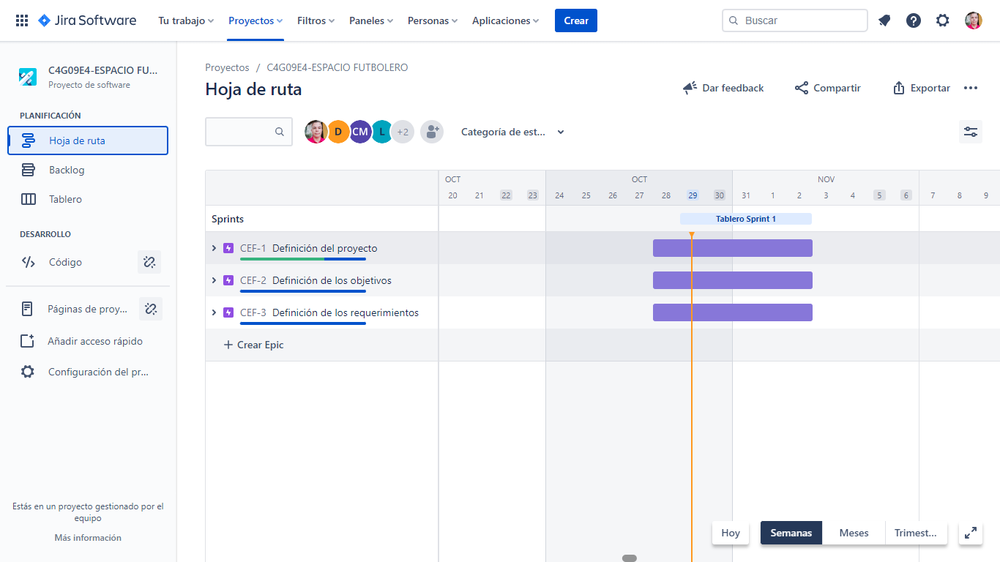 Jira Software
Tu trabajo
Proyectos
Filtros
Paneles
Personas
Aplicaciones
Crear
Buscar
C4G09E4-ESPACIO FU...
Proyecto de software
PLANIFICACIÓN
Hoja de ruta
Backlog
Tablero
DESARROLLO
Código
Páginas de proy...
Añadir acceso rápido
Configuración del pr...
Estás en un proyecto gestionado por el
equipo
Más información
Proyectos / C4G09E4-ESPACIO FUTBOLERO
Hoja de ruta
Dar feedback
Compartir
Exportar
D
CM
L
+2
Categoría de est...
OCT OCT NOV
20 21 22 23 24 25 26 27 28 29 30 31 1 2 3 4 5 6 7 8 9
Sprints
Tablero Sprint 1
CEF-1 Definición del proyecto
CEF-2 Definición de los objetivos
CEF-3 Definición de los requerimientos
+ Crear Epic
Hoy
Semanas
Meses
Trimest...